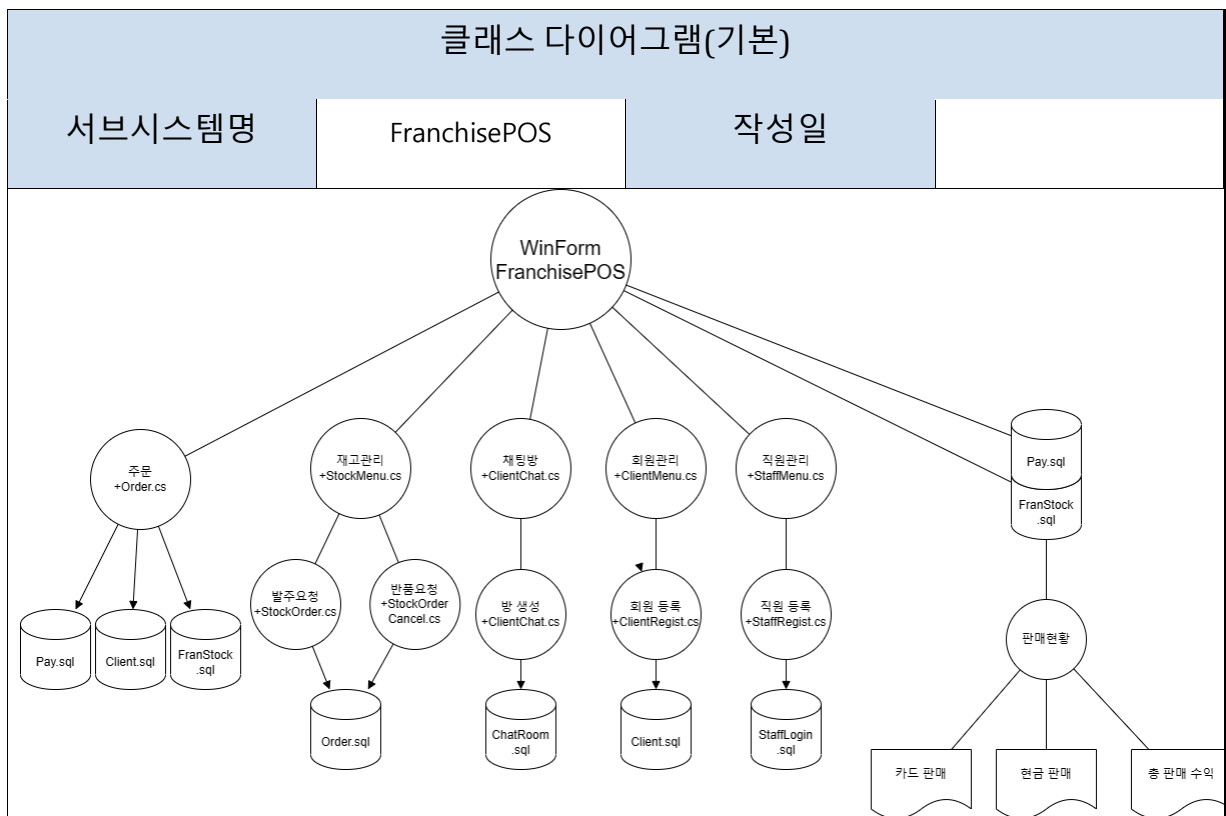 클래스 다이어그램(기본)
서브시스템명
FranchisePOS
작성일
WinForm
FranchisePOS
주문
+Order.cs
재고관리
+StockMenu.cs
채팅방
+ClientChat.cs
회원관리
+ClientMenu.cs
직원관리
+StaffMenu.cs
Pay.sql
FranStock
.sql
발주요청
+StockOrder.cs
반품요청
+StockOrder
Cancel.cs
방 생성
+ClientChat.cs
회원 등록
+ClientRegist.cs
직원 등록
+StaffRegist.cs
판매현황
Pay.sql
Client.sql
FranStock
.sql
Order.sql
ChatRoom
.sql
Client.sql
StaffLogin
.sql
카드 판매
현금 판매
총 판매 수익